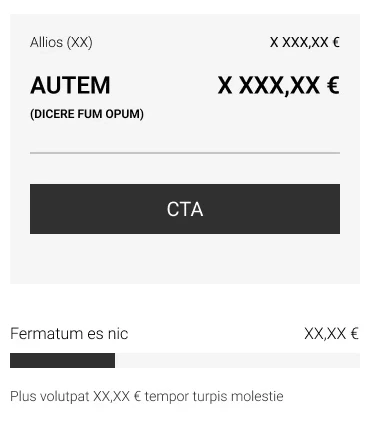 Allios (XX) X XXX,XX €
AUTEM X XXX,XX €
(DICERE FUM OPUM)
CTA
Fermatum es nic XX,XX €
Plus volutpat XX,XX € tempor turpis molestie